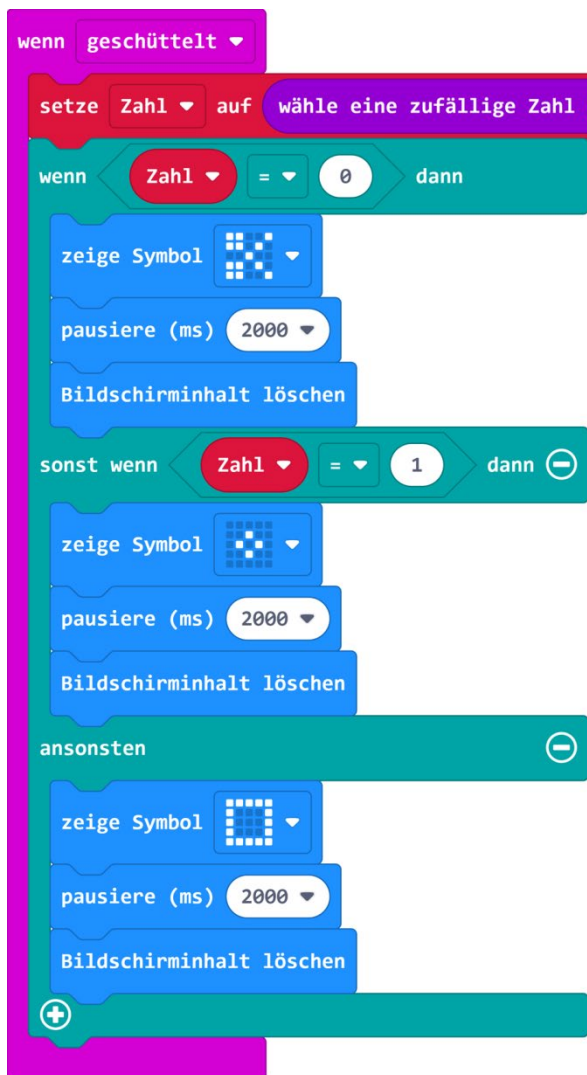 wenn geschüttelt
setze Zahl auf wähle eine zufällige Zahl
wenn Zahl = 0 dann
zeige Symbol
pausiere (ms) 2000
Bildschirminhalt löschen
sonst wenn Zahl = 1 dann
zeige Symbol
pausiere (ms) 2000
Bildschirminhalt löschen
ansonsten
zeige Symbol
pausiere (ms) 2000
Bildschirminhalt löschen